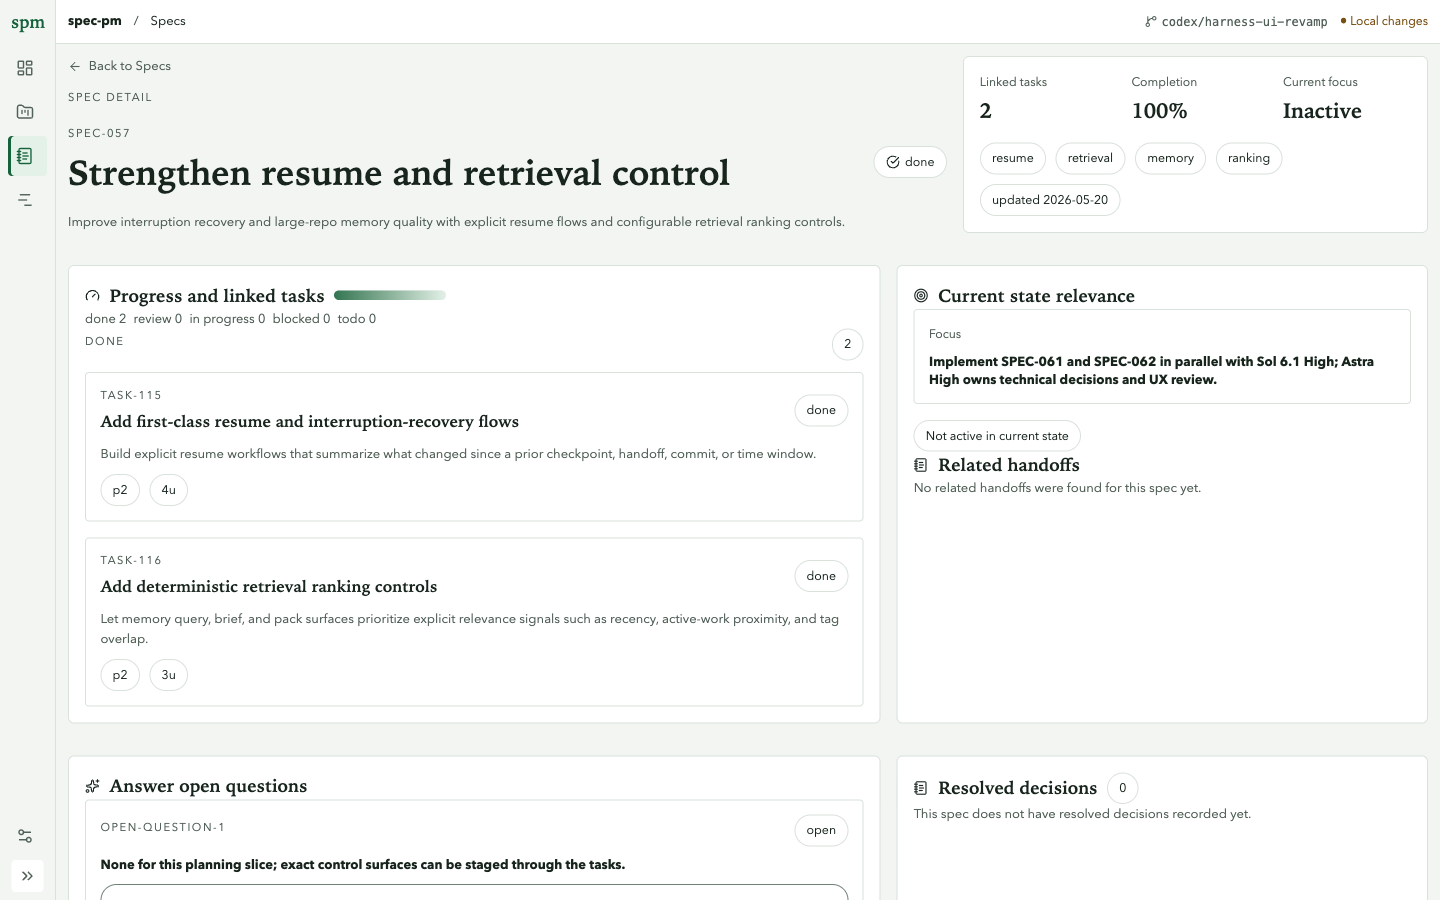 spm
spec-pm / Specs
codex/harness-ui-revamp
Local changes
Back to Specs
SPEC DETAIL
SPEC-057
Strengthen resume and retrieval control
done
Improve interruption recovery and large-repo memory quality with explicit resume flows and configurable retrieval ranking controls.
Linked tasks
2
Completion
100%
Current focus
Inactive
resume
retrieval
memory
ranking
updated 2026-05-20
Progress and linked tasks
done 2 review 0 in progress 0 blocked 0 todo 0
DONE
2
TASK-115
Add first-class resume and interruption-recovery flows
done
Build explicit resume workflows that summarize what changed since a prior checkpoint, handoff, commit, or time window.
p2
4u
TASK-116
Add deterministic retrieval ranking controls
done
Let memory query, brief, and pack surfaces prioritize explicit relevance signals such as recency, active-work proximity, and tag
overlap.
p2
3u
Current state relevance
Focus
Implement SPEC-061 and SPEC-062 in parallel with Sol 6.1 High; Astra
High owns technical decisions and UX review.
Not active in current state
Related handoffs
No related handoffs were found for this spec yet.
Answer open questions
OPEN-QUESTION-1
open
None for this planning slice; exact control surfaces can be staged through the tasks.
Resolved decisions
0
This spec does not have resolved decisions recorded yet.